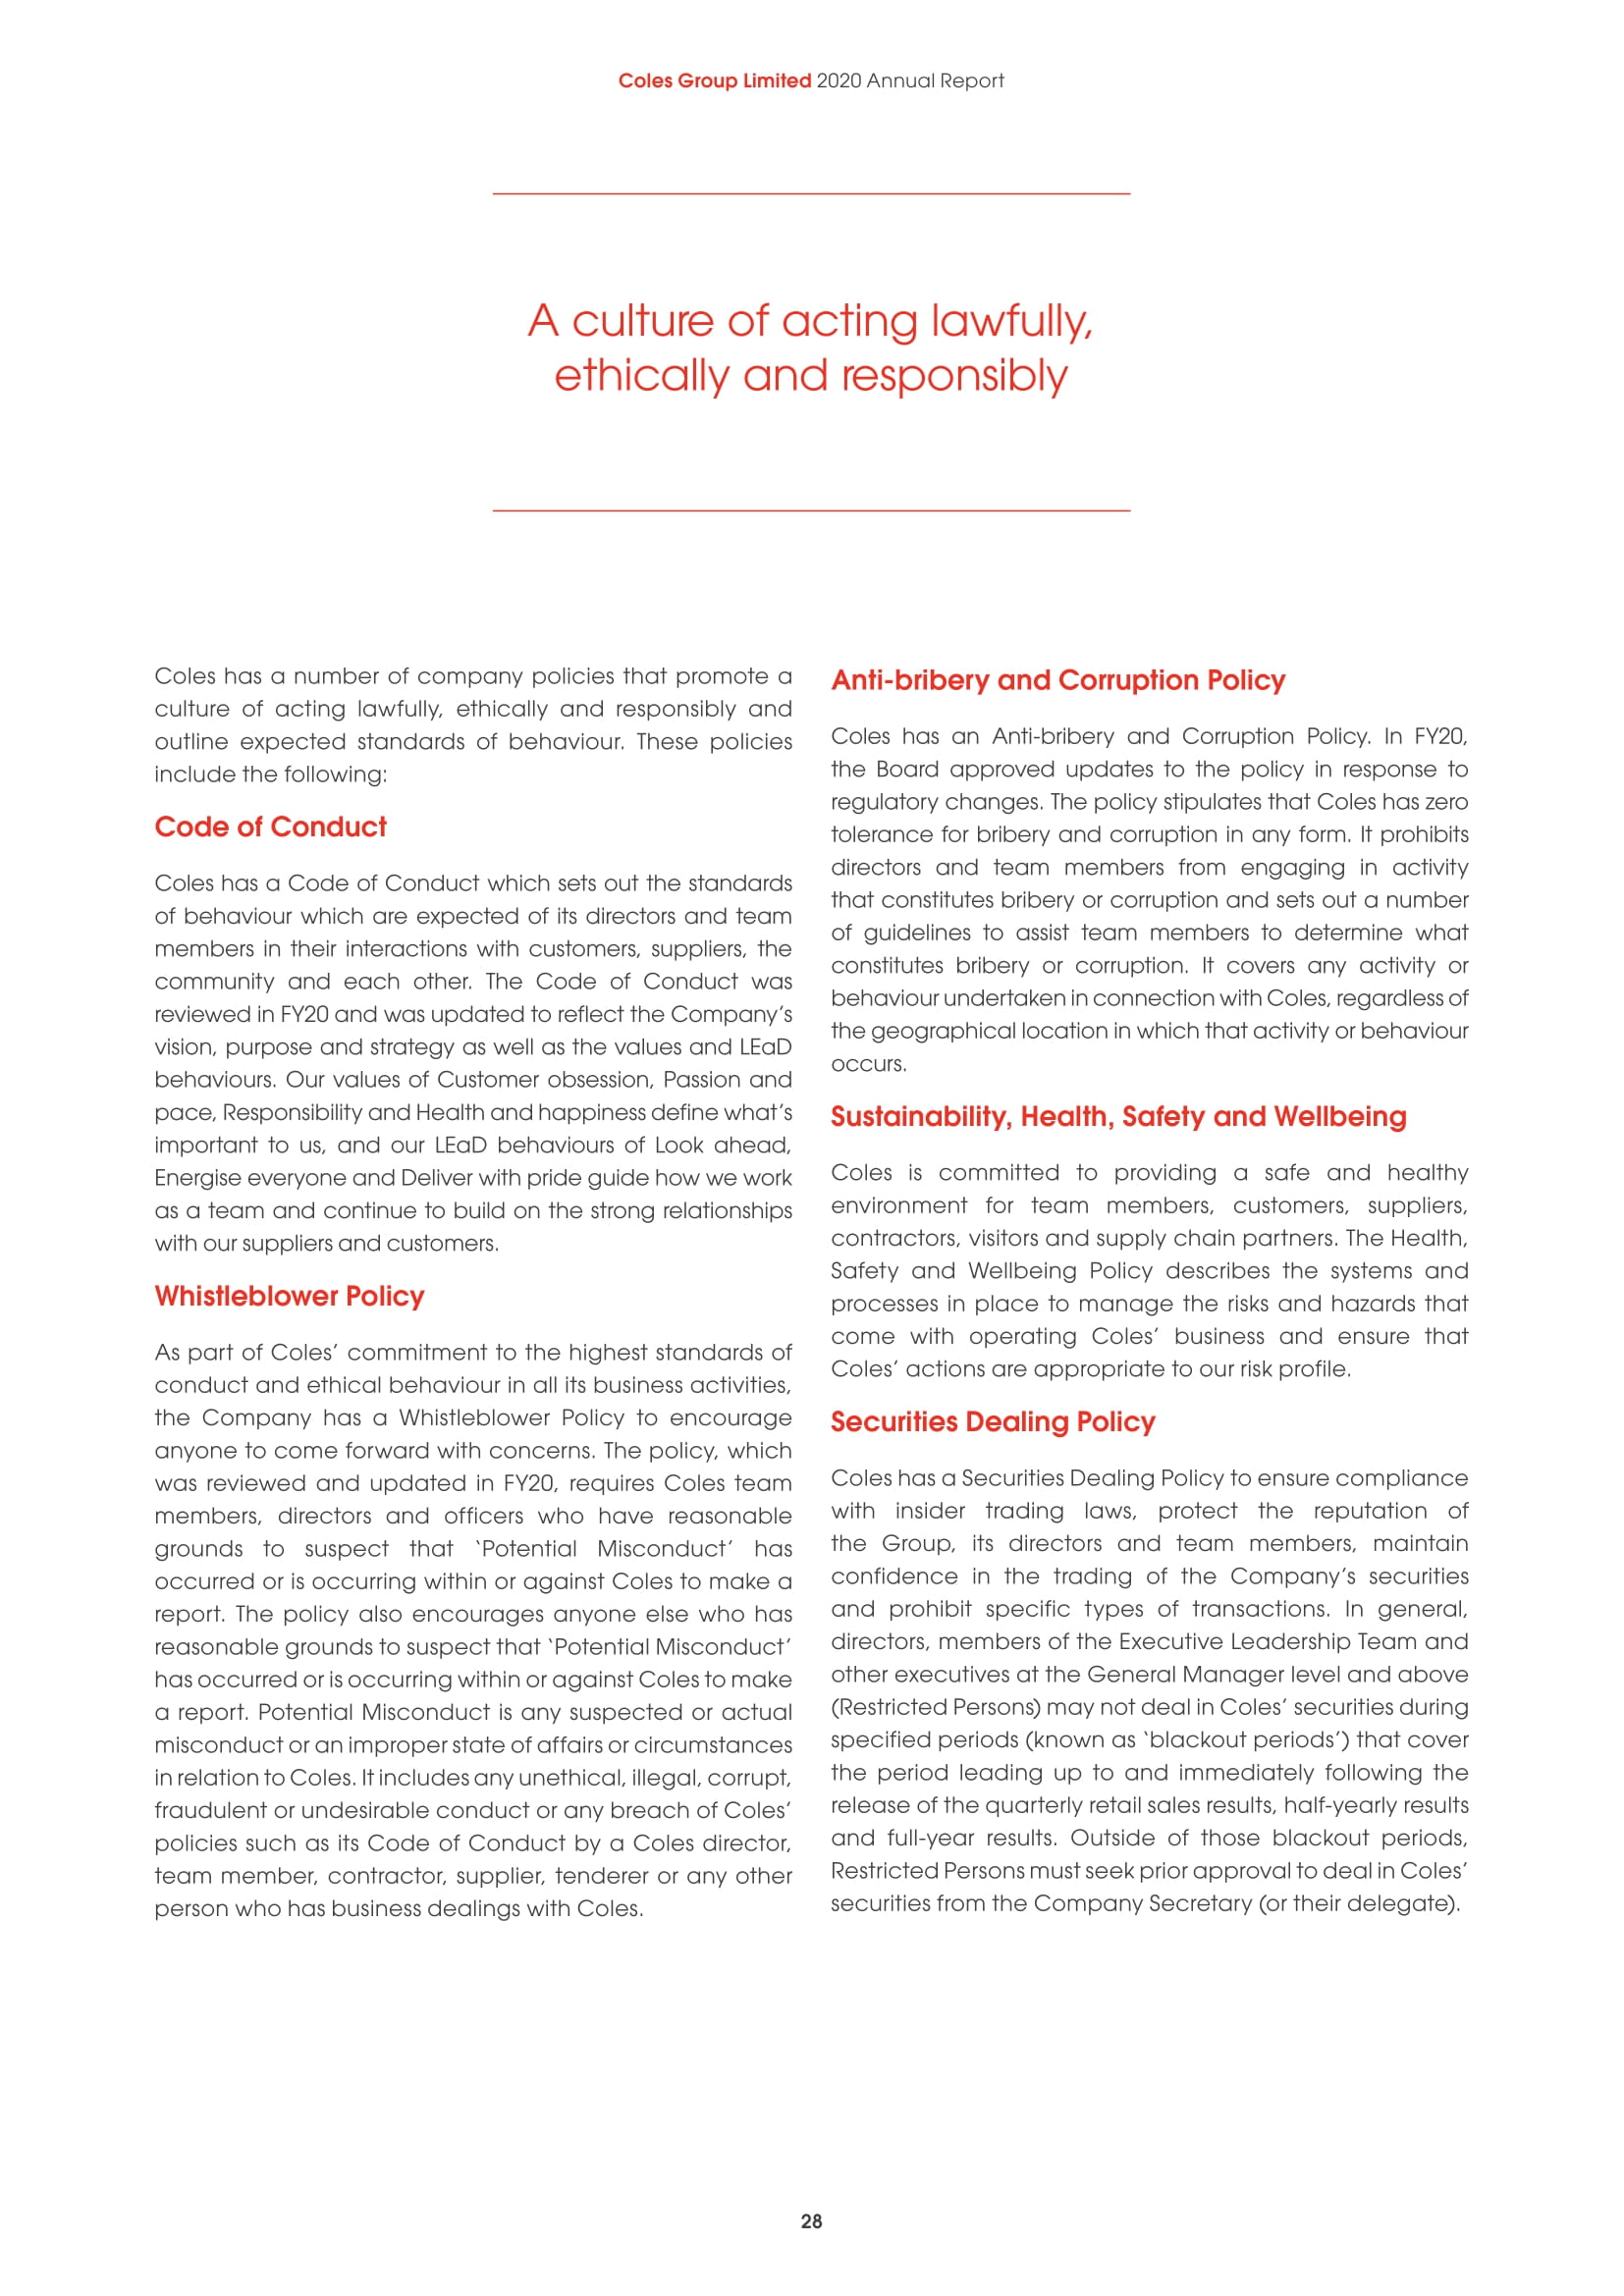 Coles Group Limited 2020 Annual Report
A culture of acting lawfully,
ethically and responsibly
Coles has a number of company policies that promote a
culture of acting lawfully, ethically and responsibly and
outline expected standards of behaviour. These policies
include the following:
Code of Conduct
Coles has a Code of Conduct which sets out the standards
of behaviour which are expected of its directors and team
members in their interactions with customers, suppliers, the
community and each other. The Code of Conduct was
reviewed in FY20 and was updated to reflect the Company’s
vision, purpose and strategy as well as the values and LEaD
behaviours. Our values of Customer obsession, Passion and
pace, Responsibility and Health and happiness define what’s
important to us, and our LEaD behaviours of Look ahead,
Energise everyone and Deliver with pride guide how we work
as a team and continue to build on the strong relationships
with our suppliers and customers.
Whistleblower Policy
As part of Coles’ commitment to the highest standards of
conduct and ethical behaviour in all its business activities,
the Company has a Whistleblower Policy to encourage
anyone to come forward with concerns. The policy, which
was reviewed and updated in FY20, requires Coles team
members, directors and officers who have reasonable
grounds to suspect that ‘Potential Misconduct’ has
occurred or is occurring within or against Coles to make a
report. The policy also encourages anyone else who has
reasonable grounds to suspect that ‘Potential Misconduct’
has occurred or is occurring within or against Coles to make
a report. Potential Misconduct is any suspected or actual
misconduct or an improper state of affairs or circumstances
in relation to Coles. It includes any unethical, illegal, corrupt,
fraudulent or undesirable conduct or any breach of Coles’
policies such as its Code of Conduct by a Coles director,
team member, contractor, supplier, tenderer or any other
person who has business dealings with Coles.
Anti-bribery and Corruption Policy
Coles has an Anti-bribery and Corruption Policy. In FY20,
the Board approved updates to the policy in response to
regulatory changes. The policy stipulates that Coles has zero
tolerance for bribery and corruption in any form. It prohibits
directors and team members from engaging in activity
that constitutes bribery or corruption and sets out a number
of guidelines to assist team members to determine what
constitutes bribery or corruption. It covers any activity or
behaviour undertaken in connection with Coles, regardless of
the geographical location in which that activity or behaviour
occurs.
Sustainability, Health, Safety and Wellbeing
Coles is committed to providing a safe and healthy
environment for team members, customers, suppliers,
contractors, visitors and supply chain partners. The Health,
Safety and Wellbeing Policy describes the systems and
processes in place to manage the risks and hazards that
come with operating Coles’ business and ensure that
Coles’ actions are appropriate to our risk profile.
Securities Dealing Policy
Coles has a Securities Dealing Policy to ensure compliance
with insider trading laws, protect the reputation of
the Group, its directors and team members, maintain
confidence in the trading of the Company’s securities
and prohibit specific types of transactions. In general,
directors, members of the Executive Leadership Team and
other executives at the General Manager level and above
(Restricted Persons) may not deal in Coles’ securities during
specified periods (known as ‘blackout periods’) that cover
the period leading up to and immediately following the
release of the quarterly retail sales results, half-yearly results
and full-year results. Outside of those blackout periods,
Restricted Persons must seek prior approval to deal in Coles’
securities from the Company Secretary (or their delegate).
28